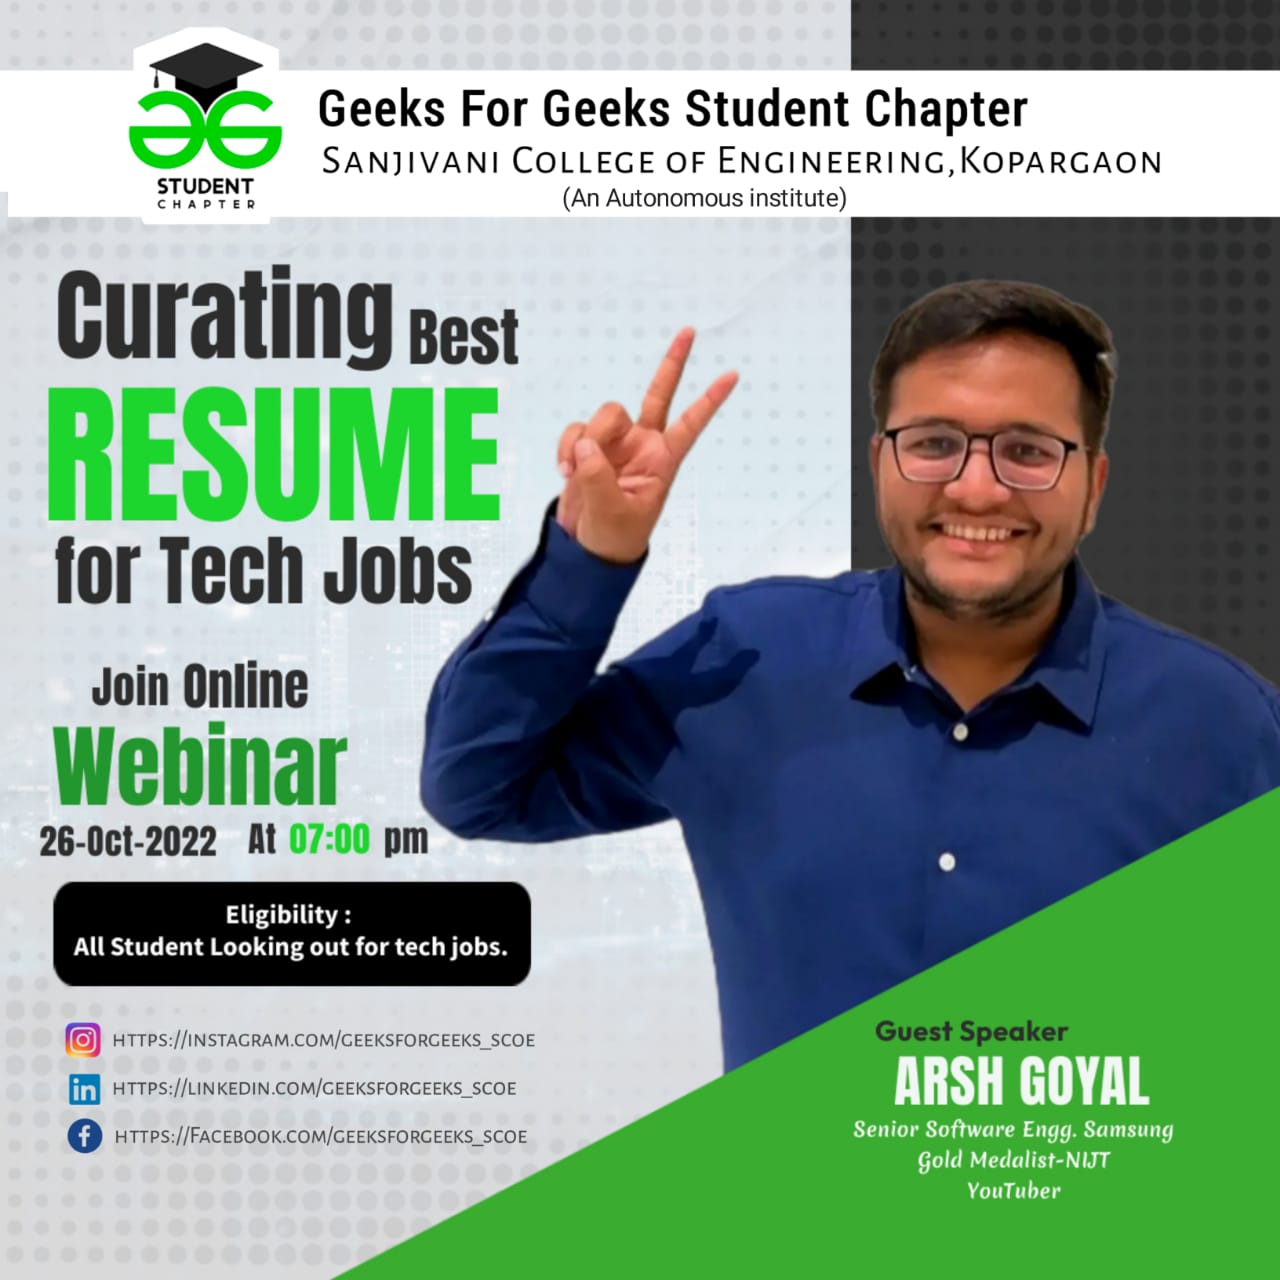 STUDENT
CHAPTER
Geeks For Geeks Student Chapter
Sanjivani College of Engineering,Kopargaon
(An Autonomous institute)
Curating Best
RESUME
for Tech Jobs
Join Online
Webinar
26-Oct-2022 At 07:00 pm
Eligibility :
All Student Looking out for tech jobs.
https://instagram.com/geeksforgeeks_scoe
https://linkedin.com/geeksforgeeks_scoe
https://Facebook.com/geeksforgeeks_scoe
Guest Speaker
ARSH GOYAL
Senior Software Engg. Samsung
Gold Medalist-NIJT
YouTuber